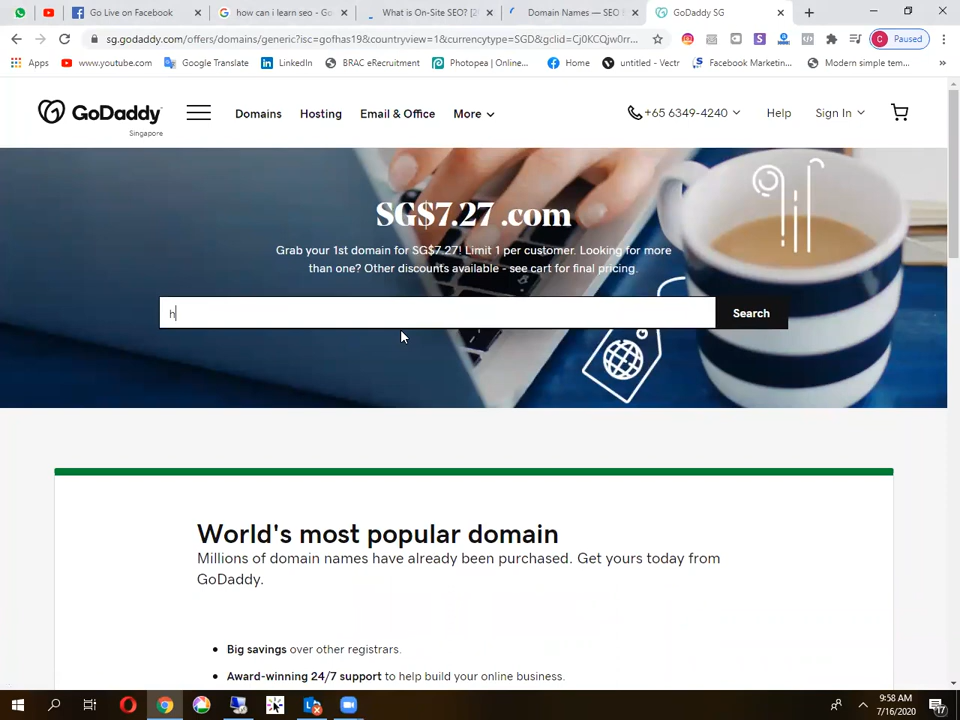 Go Live on Facebook
how can i learn seo - Go
What is On-Site SEO? [2
Domain Names — SEO
GoDaddy SG
sg.godaddy.com/offers/domains/generic?isc=gofhas19&countryview=1&currencytype=SGD&gclid=Cj0KCQjw0rr...
C Paused
Apps
www.youtube.com
Google Translate
LinkedIn
BRAC eRecruitment
Photopea | Online...
Home
untitled - Vectr
Facebook Marketin...
Modern simple tem...
»
GoDaddy
Singapore
Domains
Hosting
Email & Office
More
+65 6349-4240
Help
Sign In
SG$7.27 .com
Grab your 1st domain for SG$7.27! Limit 1 per customer. Looking for more
than one? Other discounts available - see cart for final pricing.
h
Search
World's most popular domain
Millions of domain names have already been purchased. Get yours today from
GoDaddy.
Big savings over other registrars.
Award-winning 24/7 support to help build your online business.
9:58 AM
7/16/2020
17